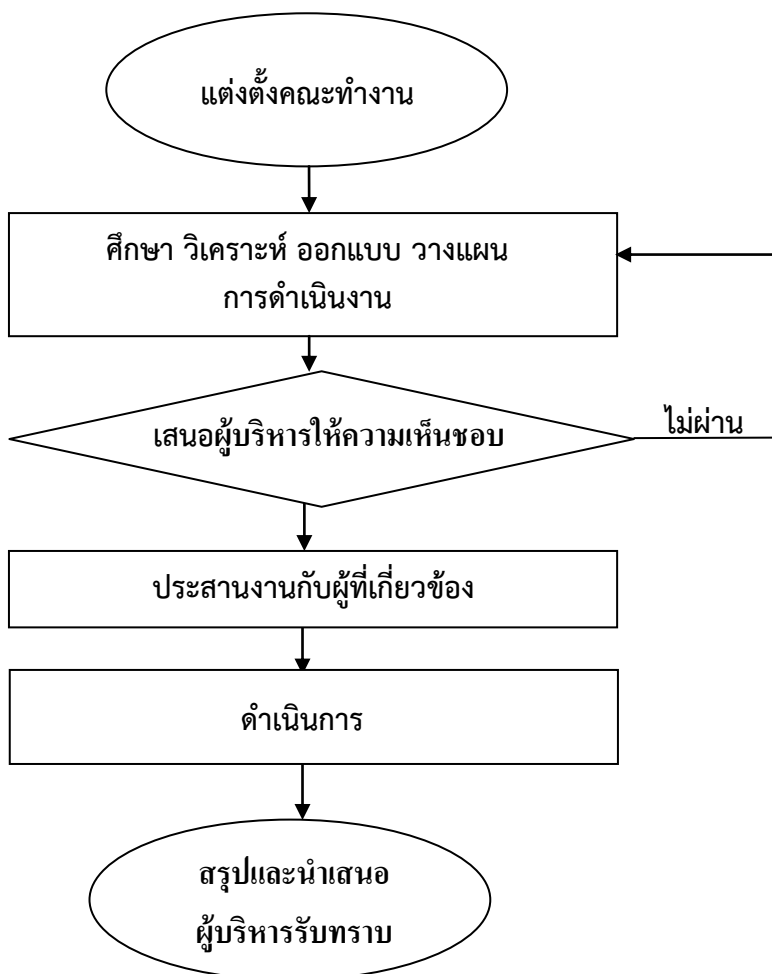 แต่งตั้งคณะทำงาน
ศึกษา วิเคราะห์ ออกแบบ วางแผน
การดำเนินงาน
เสนอผู้บริหารให้ความเห็นชอบ
ไม่ผ่าน
ประสานงานกับผู้ที่เกี่ยวข้อง
ดำเนินการ
สรุปและนำเสนอ
ผู้บริหารรับทราบ